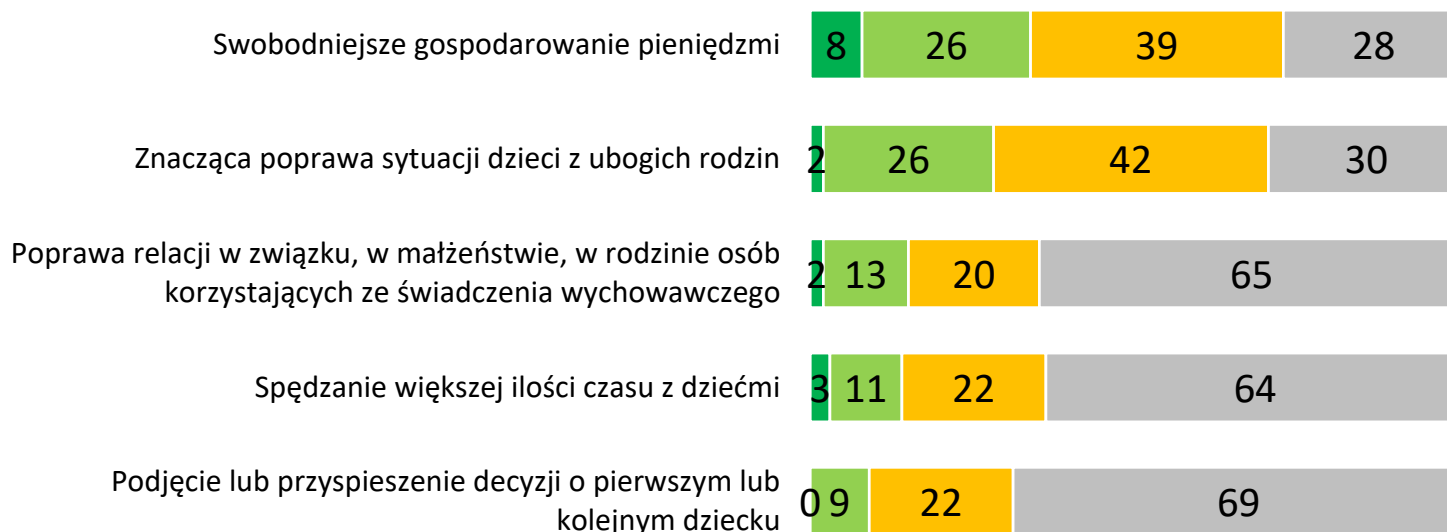 Swobodniejsze gospodarowanie pieniędzmi
8 26 39 28
Znacząca poprawa sytuacji dzieci z ubogich rodzin
2 26 42 30
Poprawa relacji w związku, w małżeństwie, w rodzinie osób
korzystających ze świadczenia wychowawczego
2 13 20 65
Spędzanie większej ilości czasu z dziećmi
3 11 22 64
Podjęcie lub przyspieszenie decyzji o pierwszym lub
kolejnym dziecku
0 9 22 69